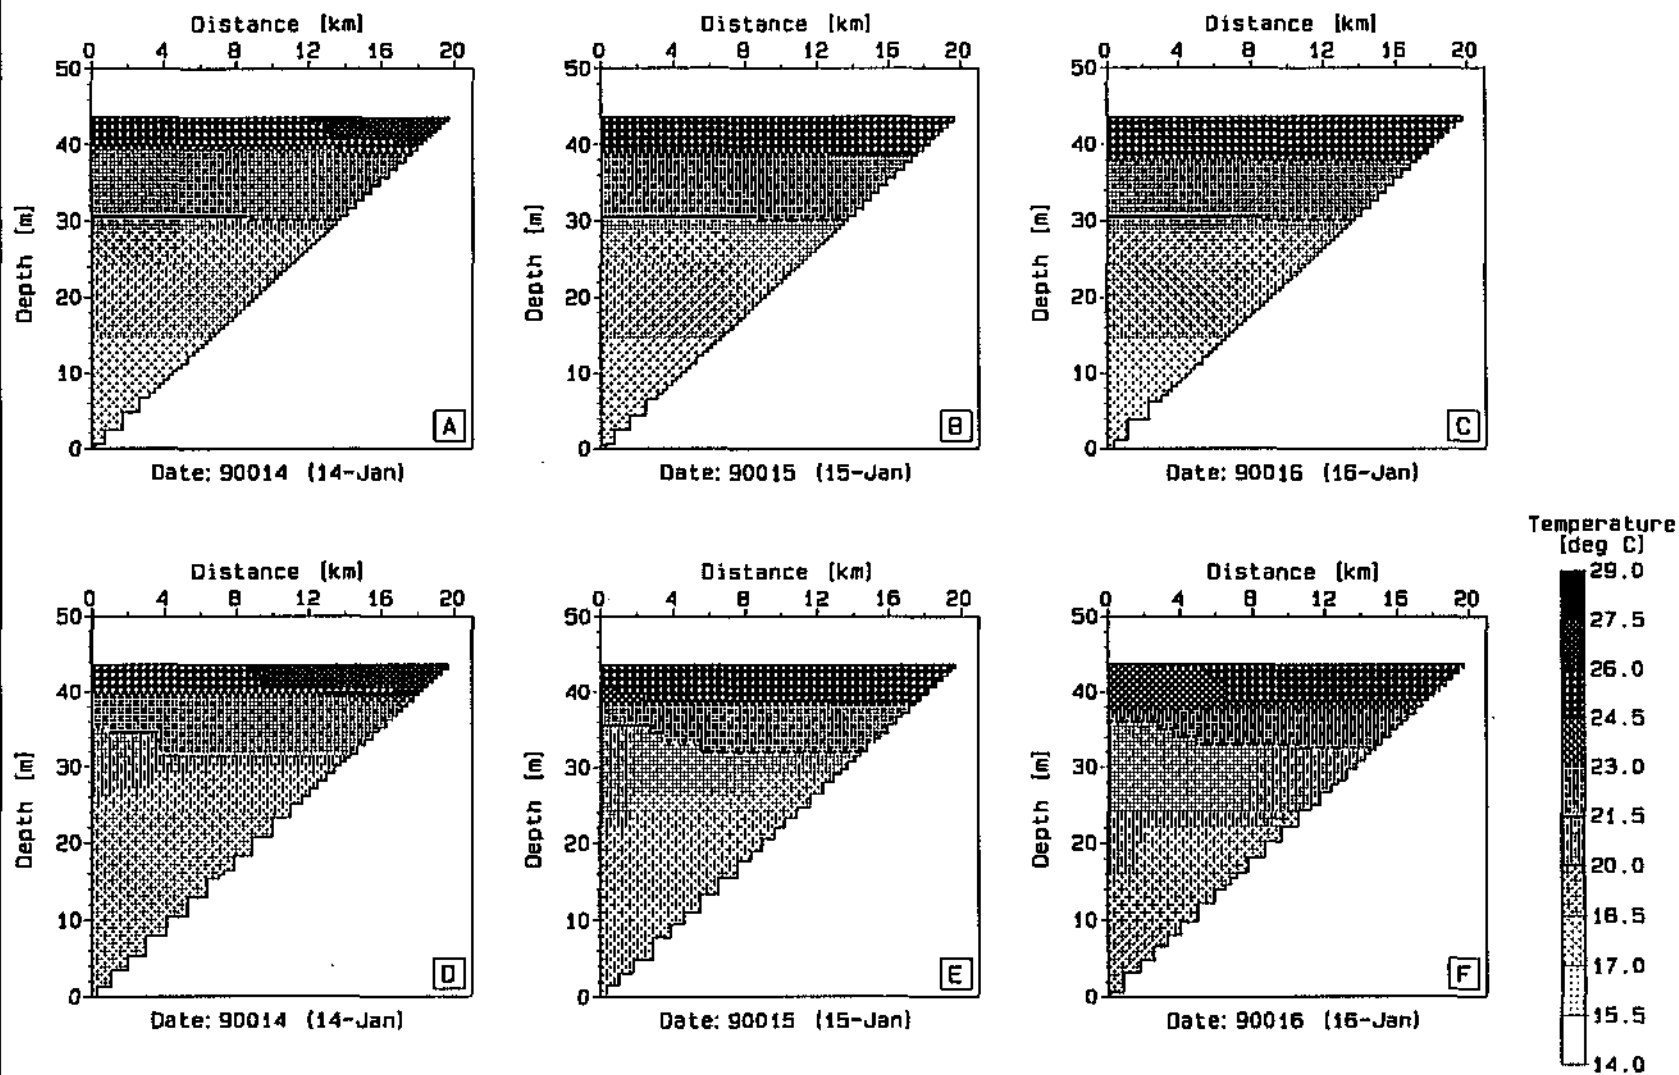 Distance [km] Distance [km] Distance [km]
0 4 8 12 16 20 0 4 8 12 16 20 0 4 8 12 16 20
50 50 50
40 40 40
30 30 30
Depth [m] Depth [m] Depth [m]
20 20 20
10 10 10
A B C
0 0 0
Date: 90014 (14-Jan) Date: 90015 (15-Jan) Date: 90016 (16-Jan)
Temperature
[deg C]
29.0
27.5
26.0
24.5
23.0
21.5
20.0
18.5
17.0
15.5
14.0
Distance [km] Distance [km] Distance [km]
0 4 8 12 16 20 0 4 8 12 16 20 0 4 8 12 16 20
50 50 50
40 40 40
30 30 30
Depth [m] Depth [m] Depth [m]
20 20 20
10 10 10
D E F
0 0 0
Date: 90014 (14-Jan) Date: 90015 (15-Jan) Date: 90016 (16-Jan)